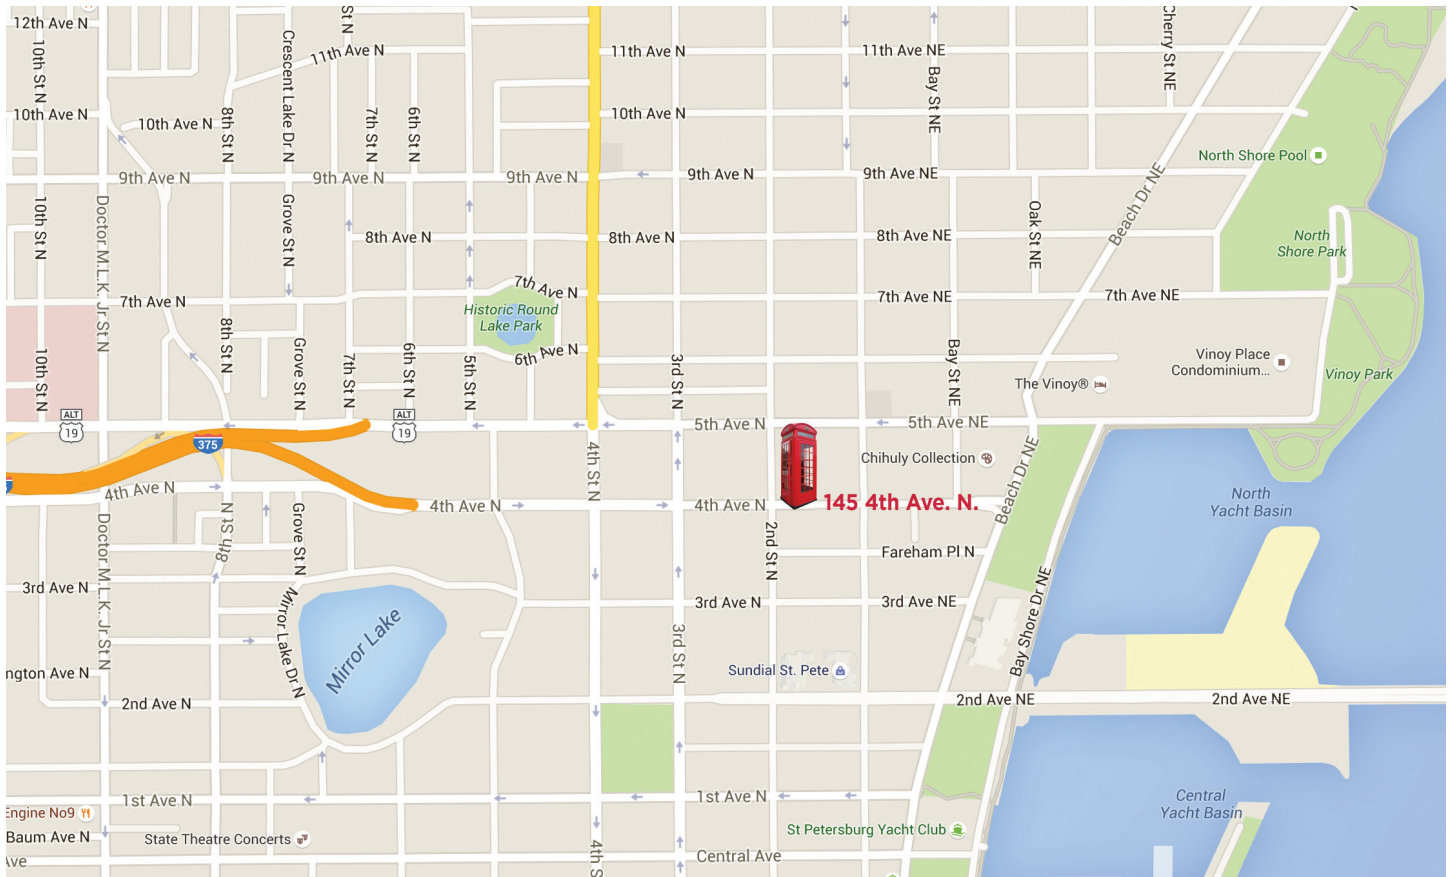 12th Ave N
St N
Cherry St NE
10th St N
Crescent Lake Dr N
11th Ave N
11th Ave N
11th Ave NE
Bay St NE
10th Ave N
10th Ave N
8th St N
7th St N
6th St N
10th Ave N
North Shore Pool
9th Ave N
9th Ave N
9th Ave N
9th Ave N
9th Ave NE
Beach Dr NE
10th St N
Doctor M.L.K. Jr St N
Grove St N
8th Ave N
8th Ave N
8th Ave NE
Oak St NE
North
Shore Park
7th Ave N
7th Ave N
7th Ave NE
7th Ave NE
Historic Round
Lake Park
6th Ave N
10th St N
8th St N
Grove St N
7th St N
6th St N
5th St N
3rd St N
Bay St NE
The Vinoy®
Vinoy Place
Condominium...
Vinoy Park
ALT
19
ALT
19
375
5th Ave N
5th Ave NE
4th St N
Chihuly Collection
Beach Dr NE
4th Ave N
4th Ave N
4th Ave N
145 4th Ave. N.
North
Yacht Basin
8th St N
Grove St N
2nd St N
Fareham Pl N
3rd Ave N
Doctor M.L.K. Jr St N
Mirror Lake Dr N
Mirror Lake
3rd Ave N
3rd Ave NE
Bay Shore Dr NE
3rd St N
ngton Ave N
Sundial St. Pete
2nd Ave N
2nd Ave NE
2nd Ave NE
1st Ave N
1st Ave N
Central
Yacht Basin
Engine No9
Baum Ave N
State Theatre Concerts
St Petersburg Yacht Club
4th S
Ave
Central Ave